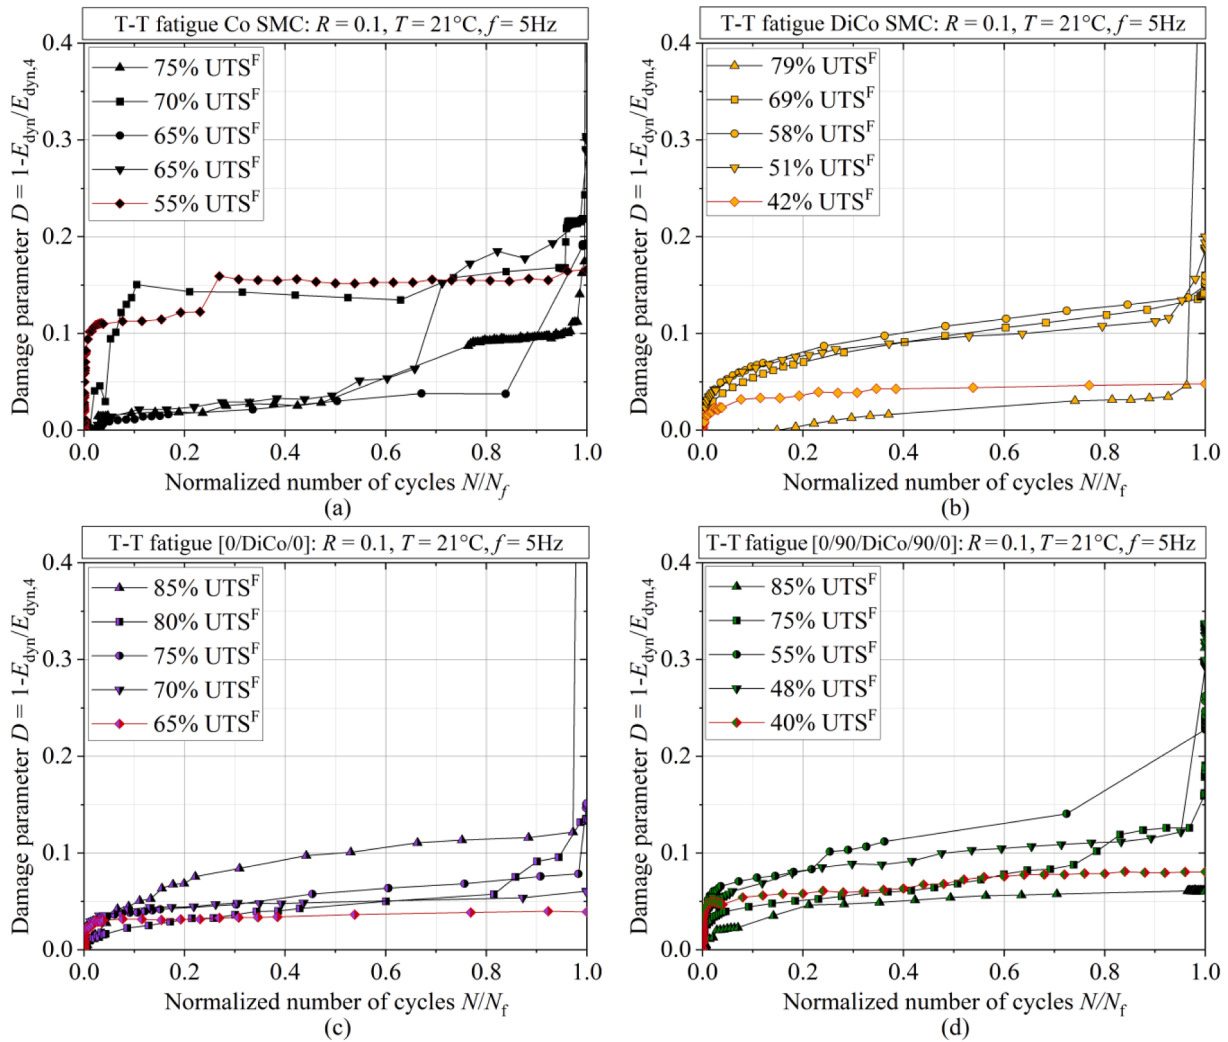 T-T fatigue Co SMC: R = 0.1, T = 21°C, f = 5Hz
Damage parameter D = 1-E_dyn/E_dyn,4
0.4
0.3
0.2
0.1
0.0
75% UTS^F
70% UTS^F
65% UTS^F
65% UTS^F
55% UTS^F
0.0 0.2 0.4 0.6 0.8 1.0
Normalized number of cycles N/N_f
(a)
T-T fatigue DiCo SMC: R = 0.1, T = 21°C, f = 5Hz
Damage parameter D = 1-E_dyn/E_dyn,4
0.4
0.3
0.2
0.1
0.0
79% UTS^F
69% UTS^F
58% UTS^F
51% UTS^F
42% UTS^F
0.0 0.2 0.4 0.6 0.8 1.0
Normalized number of cycles N/N_f
(b)
T-T fatigue [0/DiCo/0]: R = 0.1, T = 21°C, f = 5Hz
Damage parameter D = 1-E_dyn/E_dyn,4
0.4
0.3
0.2
0.1
0.0
85% UTS^F
80% UTS^F
75% UTS^F
70% UTS^F
65% UTS^F
0.0 0.2 0.4 0.6 0.8 1.0
Normalized number of cycles N/N_f
(c)
T-T fatigue [0/90/DiCo/90/0]: R = 0.1, T = 21°C, f = 5Hz
Damage parameter D = 1-E_dyn/E_dyn,4
0.4
0.3
0.2
0.1
0.0
85% UTS^F
75% UTS^F
55% UTS^F
48% UTS^F
40% UTS^F
0.0 0.2 0.4 0.6 0.8 1.0
Normalized number of cycles N/N_f
(d)